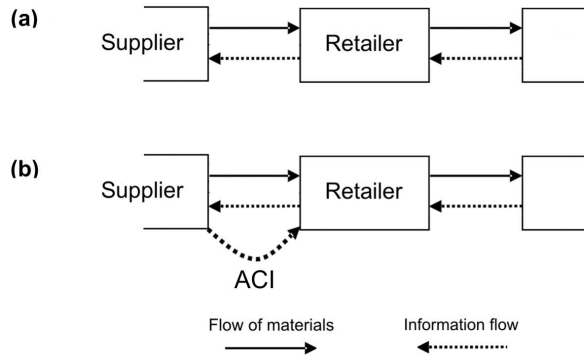 (a)
Supplier
Retailer
(b)
Supplier
Retailer
ACI
Flow of materials
Information flow